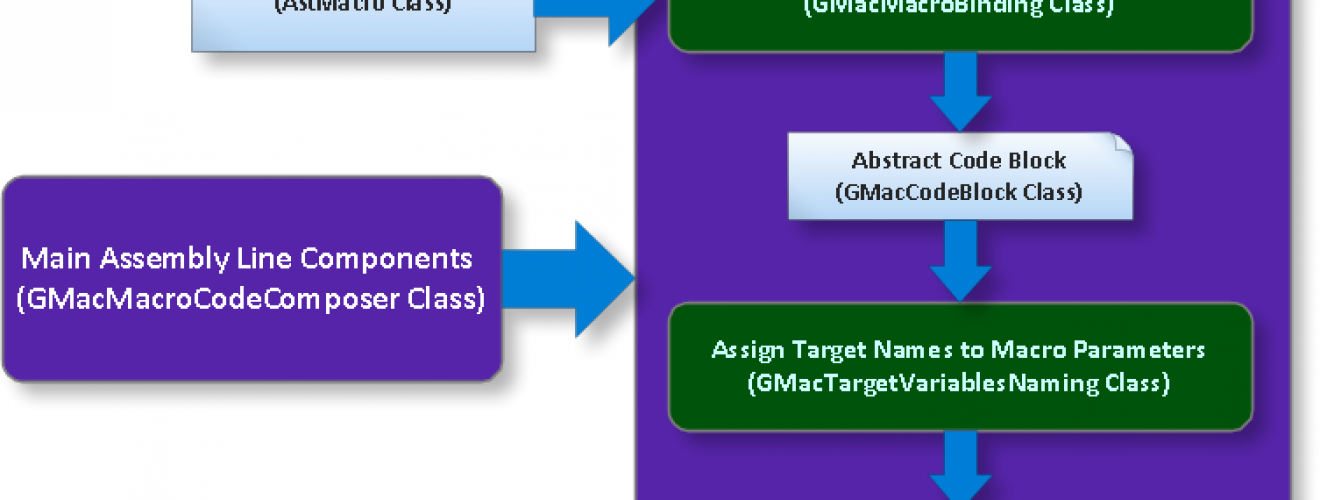 (AstMacro Class)
(GMacMacroBinding Class)
Abstract Code Block
(GMacCodeBlock Class)
Main Assembly Line Components
(GMacMacroCodeComposer Class)
Assign Target Names to Macro Parameters
(GMacTargetVariablesNaming Class)